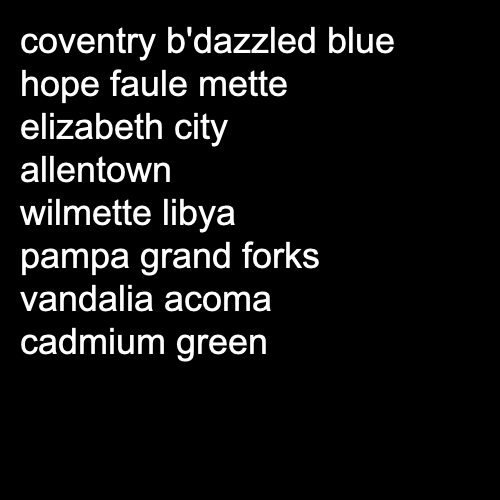 coventry b'dazzled blue
hope faule mette
elizabeth city
allentown
wilmette libya
pampa grand forks
vandalia acoma
cadmium green